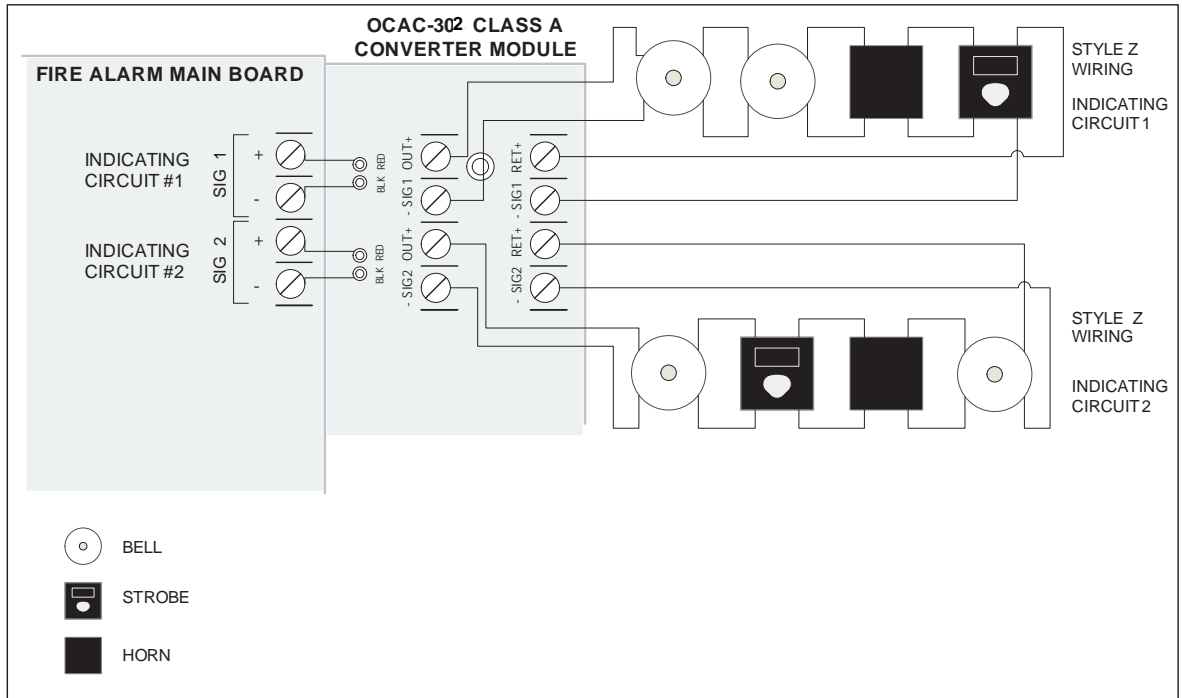 OCAC-302 CLASS A
CONVERTER MODULE
FIRE ALARM MAIN BOARD
INDICATING
CIRCUIT #1
SIG 1
+
-
BLK RED
- SIG1 OUT+
- SIG1 RET+
INDICATING
CIRCUIT #2
SIG 2
+
-
BLK RED
- SIG2 OUT+
- SIG2 RET+
STYLE Z
WIRING
INDICATING
CIRCUIT 1
STYLE Z
WIRING
INDICATING
CIRCUIT 2
BELL
STROBE
HORN